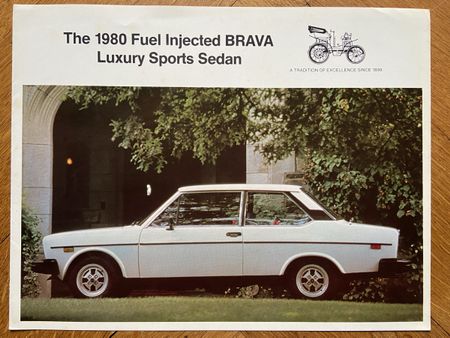 The 1980 Fuel Injected BRAVA
Luxury Sports Sedan
A TRADITION OF EXCELLENCE SINCE 1899